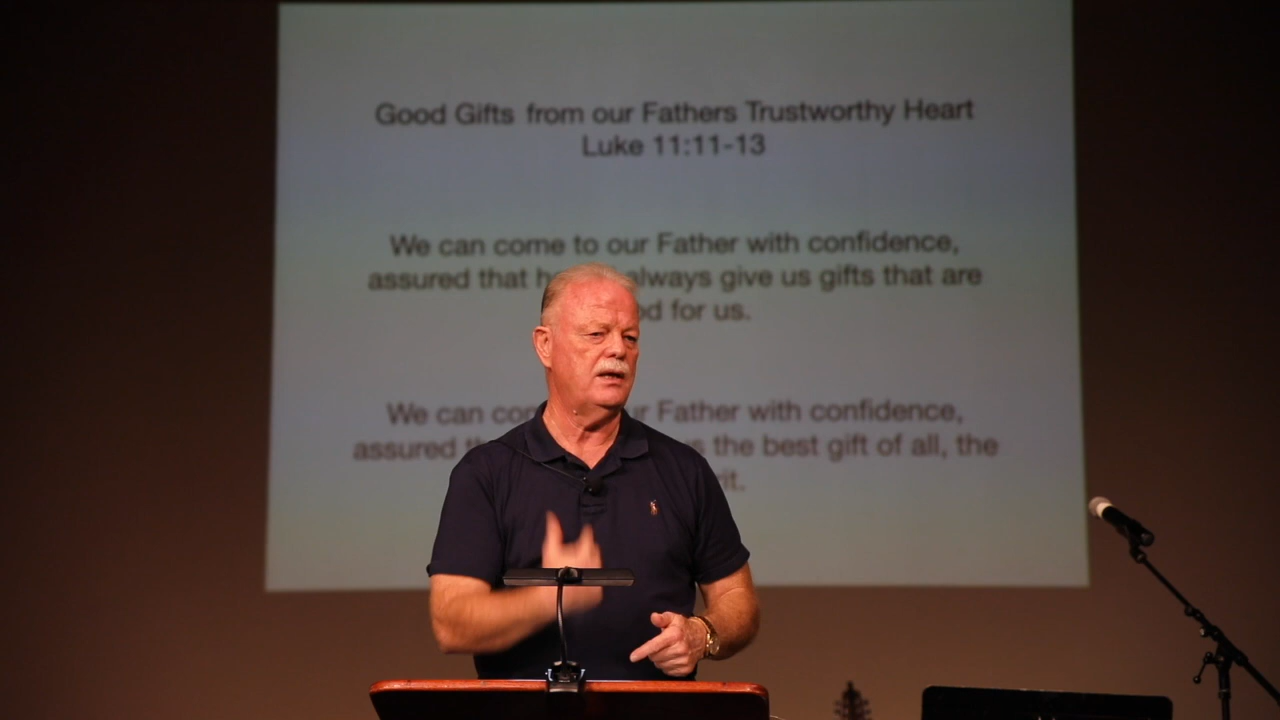 Good Gifts from our Fathers Trustworthy Heart
Luke 11:11-13
We can come to our Father with confidence,
assured that always give us gifts that are
for us.
We can Father with confidence,
assured the best gift of all, the